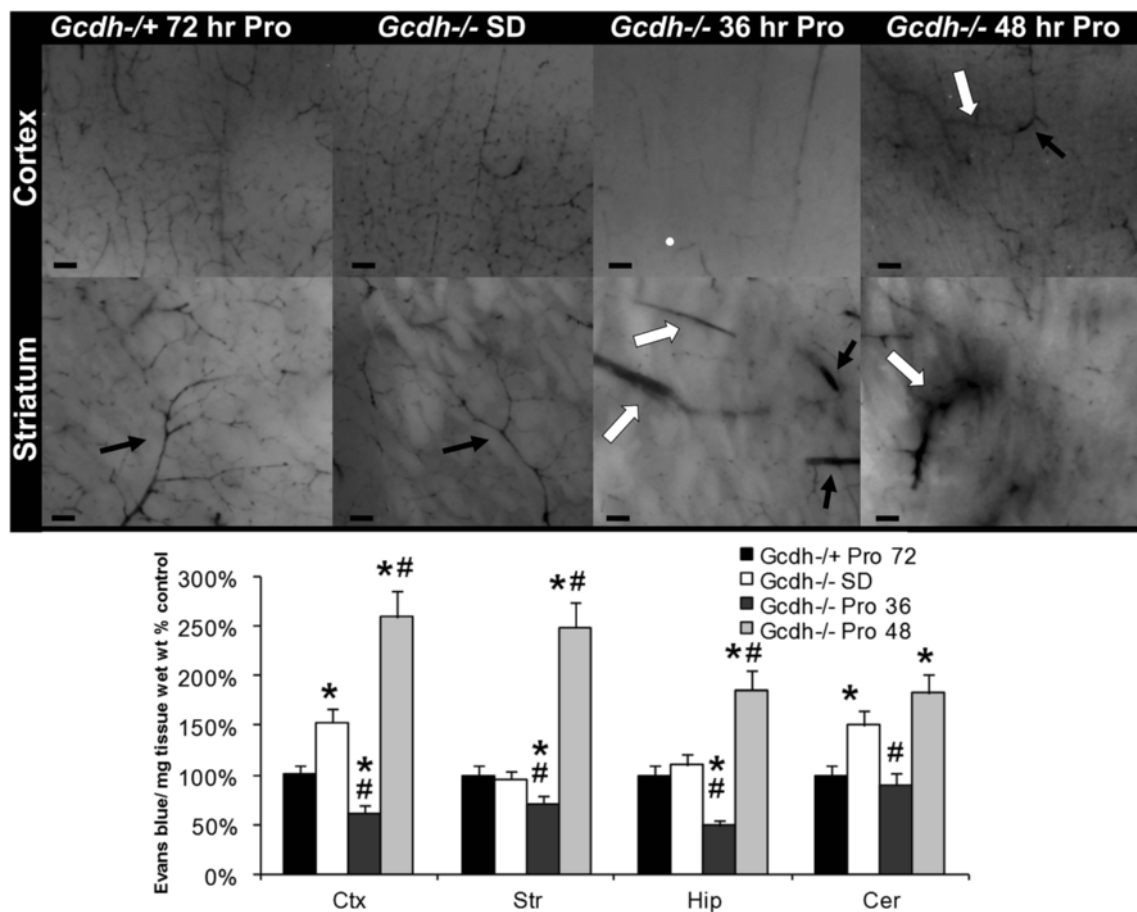 Gcdh-/+ 72 hr Pro Gcdh-/- SD Gcdh-/- 36 hr Pro Gcdh-/- 48 hr Pro
Cortex
Striatum
Evans blue/ mg tissue wet wt % control
300%
250%
200%
150%
100%
50%
0%
Gcdh-/+ Pro 72
Gcdh-/- SD
Gcdh-/- Pro 36
Gcdh-/- Pro 48
*
*
#
*#
*
#
*#
*
#
*#
*
#
*
Ctx Str Hip Cer